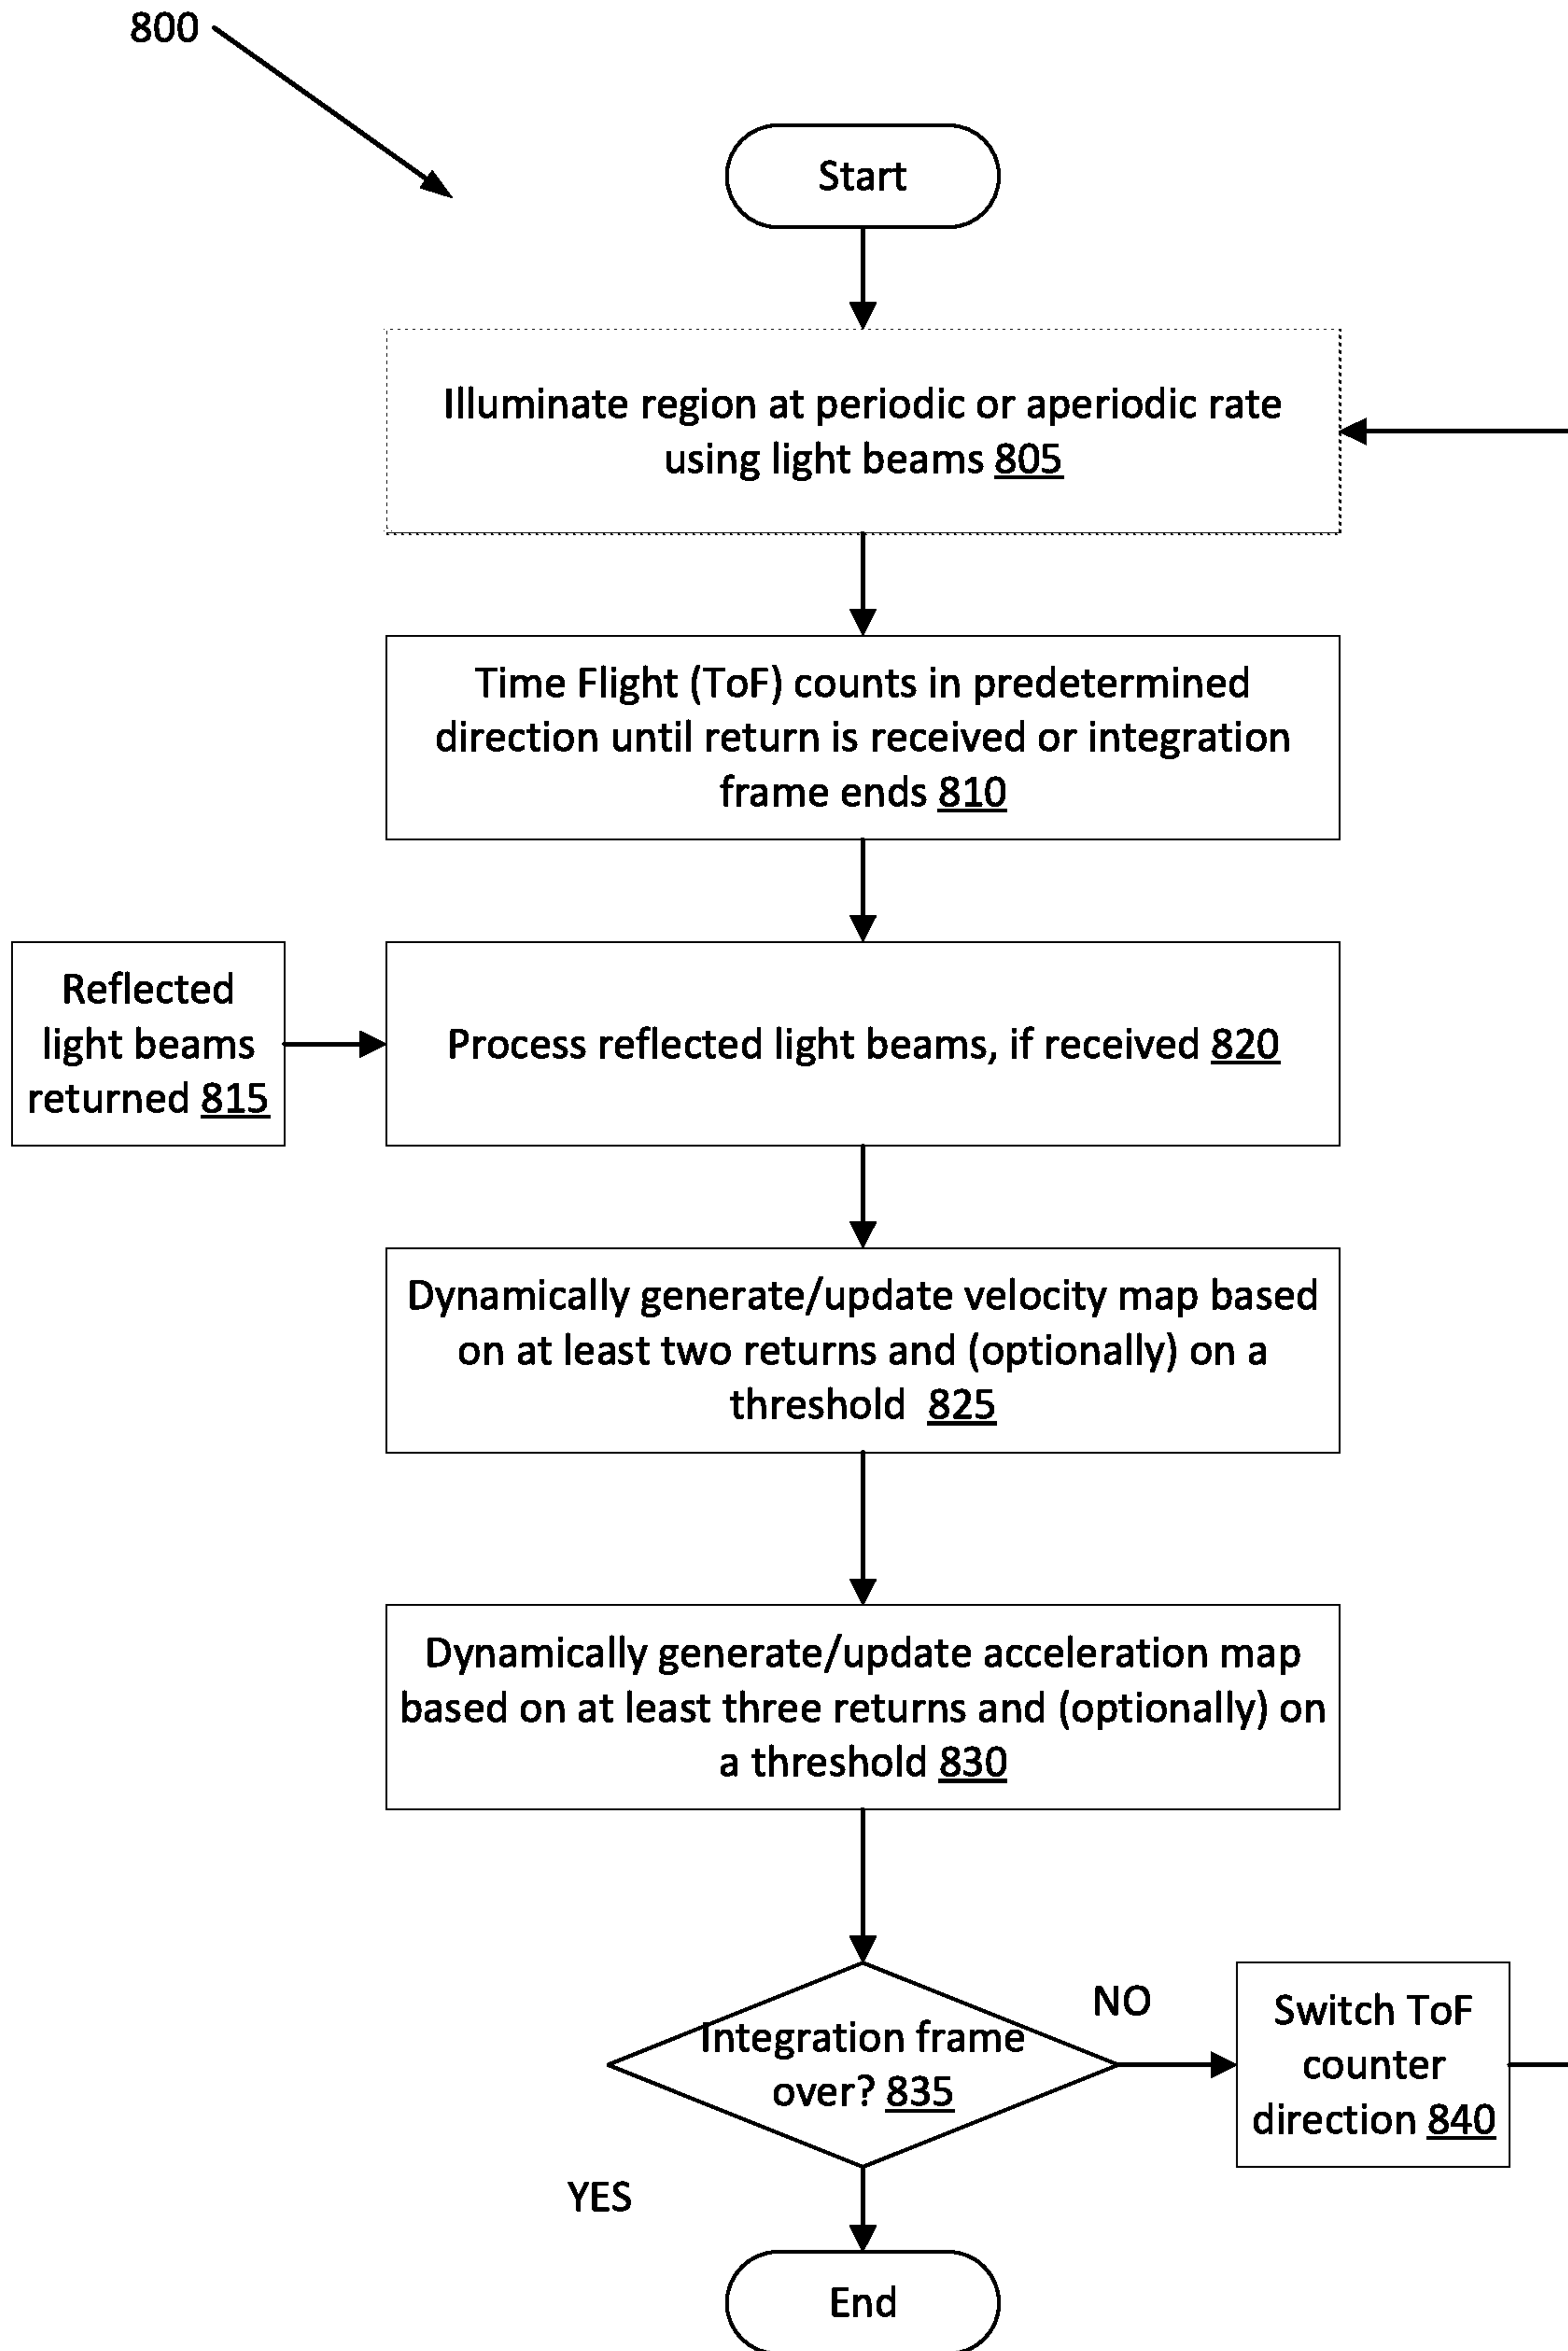 800
Start
Illuminate region at periodic or aperiodic rate
using light beams 805
Time Flight (ToF) counts in predetermined
direction until return is received or integration
frame ends 810
Reflected
light beams
returned 815
Process reflected light beams, if received 820
Dynamically generate/update velocity map based
on at least two returns and (optionally) on a
threshold 825
Dynamically generate/update acceleration map
based on at least three returns and (optionally) on
a threshold 830
Integration frame
over? 835
NO
Switch ToF
counter
direction 840
YES
End